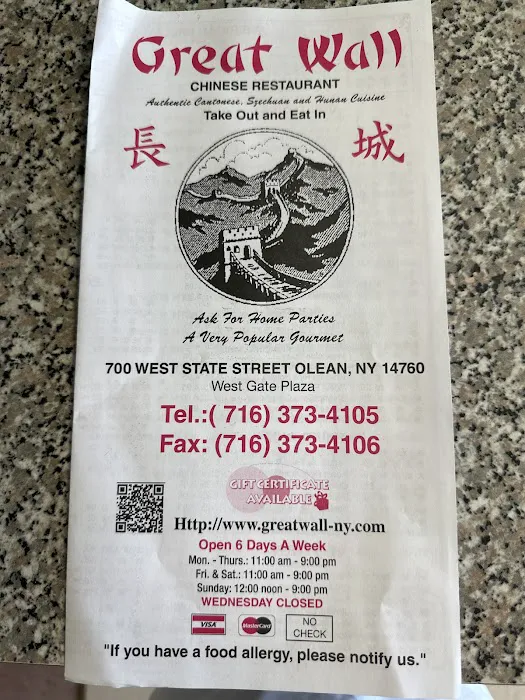 Great Wall
CHINESE RESTAURANT
Authentic Cantonese, Szechuan and Hunan Cuisine
Take Out and Eat In
長 城
Ask For Home Parties
A Very Popular Gourmet
700 WEST STATE STREET OLEAN, NY 14760
West Gate Plaza
Tel.:( 716) 373-4105
Fax: (716) 373-4106
GIFT CERTIFICATE
AVAILABLE
Http://www.greatwall-ny.com
Open 6 Days A Week
Mon. - Thurs.: 11:00 am - 9:00 pm
Fri. & Sat.: 11:00 am - 9:00 pm
Sunday: 12:00 noon - 9:00 pm
WEDNESDAY CLOSED
VISA MasterCard NO
CHECK
"If you have a food allergy, please notify us."